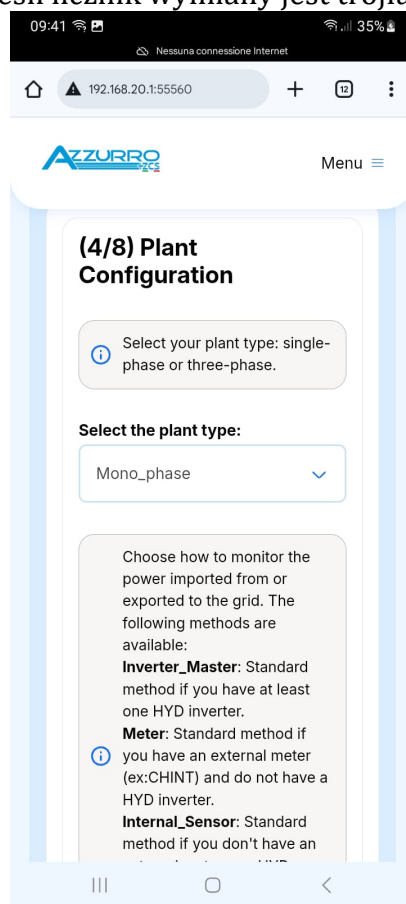 licznik wymiany jest
09:41 35%
Nessuna connessione Internet
192.168.20.1:55560 12
AZZURRO Menu
ZCS
(4/8) Plant
Configuration
Select your plant type: single-
phase or three-phase.
Select the plant type:
Mono_phase
Choose how to monitor the
power imported from or
exported to the grid. The
following methods are
available:
Inverter_Master: Standard
method if you have at least
one HYD inverter.
Meter: Standard method if
you have an external meter
(ex:CHINT) and do not have a
HYD inverter.
Internal_Sensor: Standard
method if you don't have an